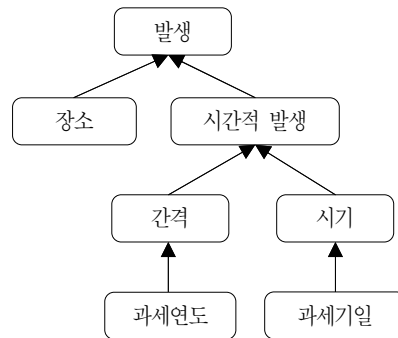 발생
장소
시간적 발생
간격
시기
과세연도
과세기일